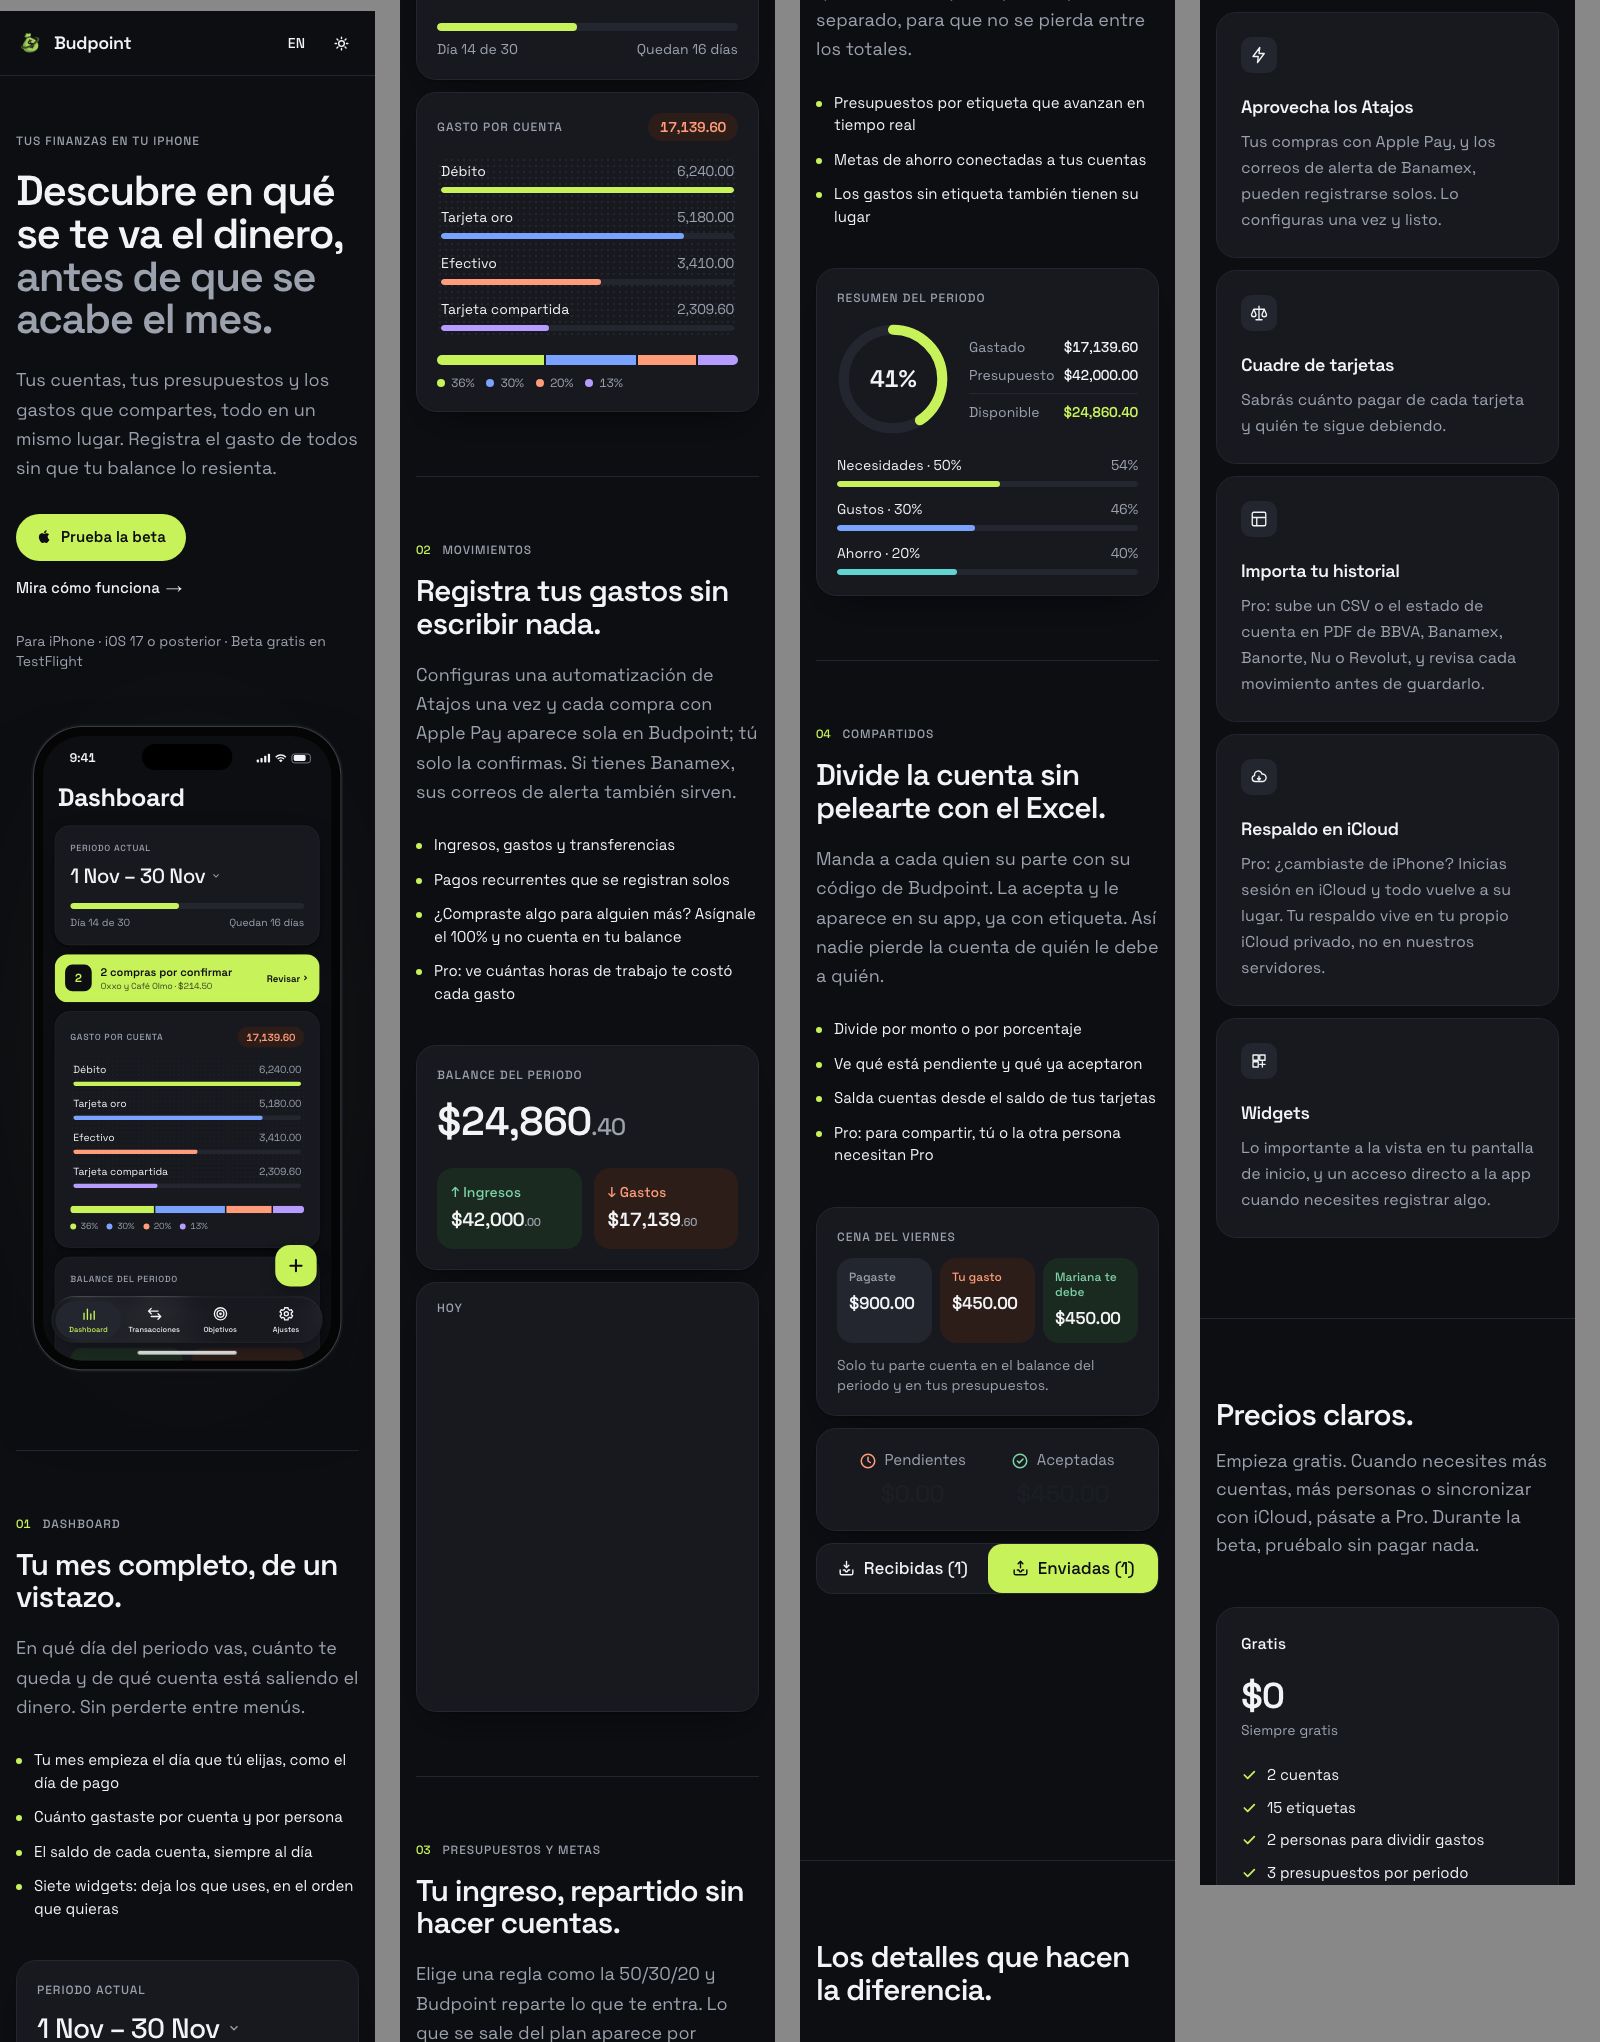 Budpoint
EN
TUS FINANZAS EN TU IPHONE
Descubre en qué
se te va el dinero,
antes de que se
acabe el mes.
Tus cuentas, tus presupuestos y los
gastos que compartes, todo en un
mismo lugar. Registra el gasto de todos
sin que tu balance lo resienta.
Prueba la beta
Mira cómo funciona →
Para iPhone · iOS 17 o posterior · Beta gratis en
TestFlight
9:41
Dashboard
PERIODO ACTUAL
1 Nov – 30 Nov
Día 14 de 30
Quedan 16 días
2
2 compras por confirmar
Oxxo y Café Olmo · $214.50
Revisar ›
GASTO POR CUENTA
17,139.60
Débito
6,240.00
Tarjeta oro
5,180.00
Efectivo
3,410.00
Tarjeta compartida
2,309.60
36%
30%
20%
13%
BALANCE DEL PERIODO
+
Dashboard
Transacciones
Objetivos
Ajustes
01 DASHBOARD
Tu mes completo, de un
vistazo.
En qué día del periodo vas, cuánto te
queda y de qué cuenta está saliendo el
dinero. Sin perderte entre menús.
Tu mes empieza el día que tú elijas, como el
día de pago
Cuánto gastaste por cuenta y por persona
El saldo de cada cuenta, siempre al día
Siete widgets: deja los que uses, en el orden
que quieras
PERIODO ACTUAL
1 Nov – 30 Nov
Día 14 de 30
Quedan 16 días
GASTO POR CUENTA
17,139.60
Débito
6,240.00
Tarjeta oro
5,180.00
Efectivo
3,410.00
Tarjeta compartida
2,309.60
36%
30%
20%
13%
02 MOVIMIENTOS
Registra tus gastos sin
escribir nada.
Configuras una automatización de
Atajos una vez y cada compra con
Apple Pay aparece sola en Budpoint; tú
solo la confirmas. Si tienes Banamex,
sus correos de alerta también sirven.
Ingresos, gastos y transferencias
Pagos recurrentes que se registran solos
¿Compraste algo para alguien más? Asígnale
el 100% y no cuenta en tu balance
Pro: ve cuántas horas de trabajo te costó
cada gasto
BALANCE DEL PERIODO
$24,860.40
↑ Ingresos
$42,000.00
↓ Gastos
$17,139.60
HOY
03 PRESUPUESTOS Y METAS
Tu ingreso, repartido sin
hacer cuentas.
Elige una regla como la 50/30/20 y
Budpoint reparte lo que te entra. Lo
que se sale del plan aparece por
separado, para que no se pierda entre
los totales.
Presupuestos por etiqueta que avanzan en
tiempo real
Metas de ahorro conectadas a tus cuentas
Los gastos sin etiqueta también tienen su
lugar
RESUMEN DEL PERIODO
41%
Gastado
$17,139.60
Presupuesto
$42,000.00
Disponible
$24,860.40
Necesidades · 50%
54%
Gustos · 30%
46%
Ahorro · 20%
40%
04 COMPARTIDOS
Divide la cuenta sin
pelearte con el Excel.
Manda a cada quien su parte con su
código de Budpoint. La acepta y le
aparece en su app, ya con etiqueta. Así
nadie pierde la cuenta de quién le debe
a quién.
Divide por monto o por porcentaje
Ve qué está pendiente y qué ya aceptaron
Salda cuentas desde el saldo de tus tarjetas
Pro: para compartir, tú o la otra persona
necesitan Pro
CENA DEL VIERNES
Pagaste
$900.00
Tu gasto
$450.00
Mariana te
debe
$450.00
Solo tu parte cuenta en el balance del
periodo y en tus presupuestos.
Pendientes
$0.00
Aceptadas
$450.00
Recibidas (1)
Enviadas (1)
Los detalles que hacen
la diferencia.
Aprovecha los Atajos
Tus compras con Apple Pay, y los
correos de alerta de Banamex,
pueden registrarse solos. Lo
configuras una vez y listo.
Cuadre de tarjetas
Sabrás cuánto pagar de cada tarjeta
y quién te sigue debiendo.
Importa tu historial
Pro: sube un CSV o el estado de
cuenta en PDF de BBVA, Banamex,
Banorte, Nu o Revolut, y revisa cada
movimiento antes de guardarlo.
Respaldo en iCloud
Pro: ¿cambiaste de iPhone? Inicias
sesión en iCloud y todo vuelve a su
lugar. Tu respaldo vive en tu propio
iCloud privado, no en nuestros
servidores.
Widgets
Lo importante a la vista en tu pantalla
de inicio, y un acceso directo a la app
cuando necesites registrar algo.
Precios claros.
Empieza gratis. Cuando necesites más
cuentas, más personas o sincronizar
con iCloud, pásate a Pro. Durante la
beta, pruébalo sin pagar nada.
Gratis
$0
Siempre gratis
2 cuentas
15 etiquetas
2 personas para dividir gastos
3 presupuestos por periodo